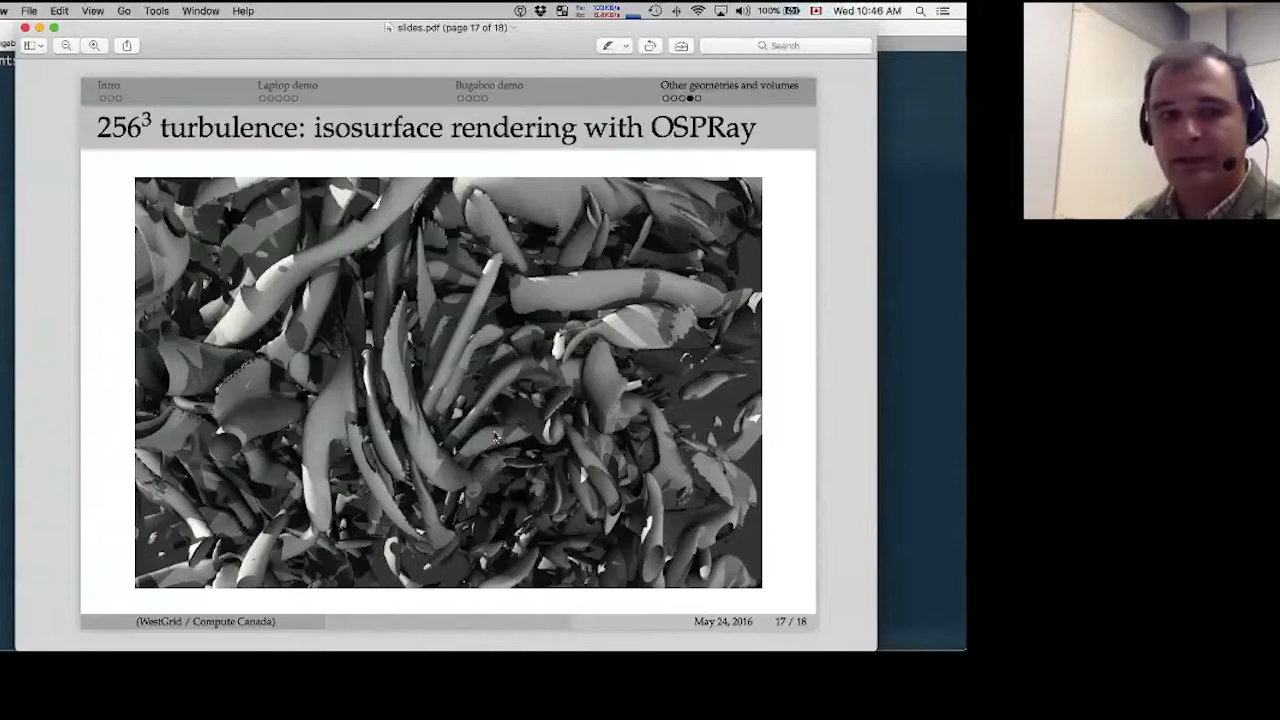 File Edit View Go Tools Window Help
100%
Wed 10:46 AM
slides.pdf (page 17 of 18)
Search
Intro
Laptop demo
Bugaboo demo
Other geometries and volumes
256³ turbulence: isosurface rendering with OSPRay
(WestGrid / Compute Canada)
May 24, 2016
17 / 18